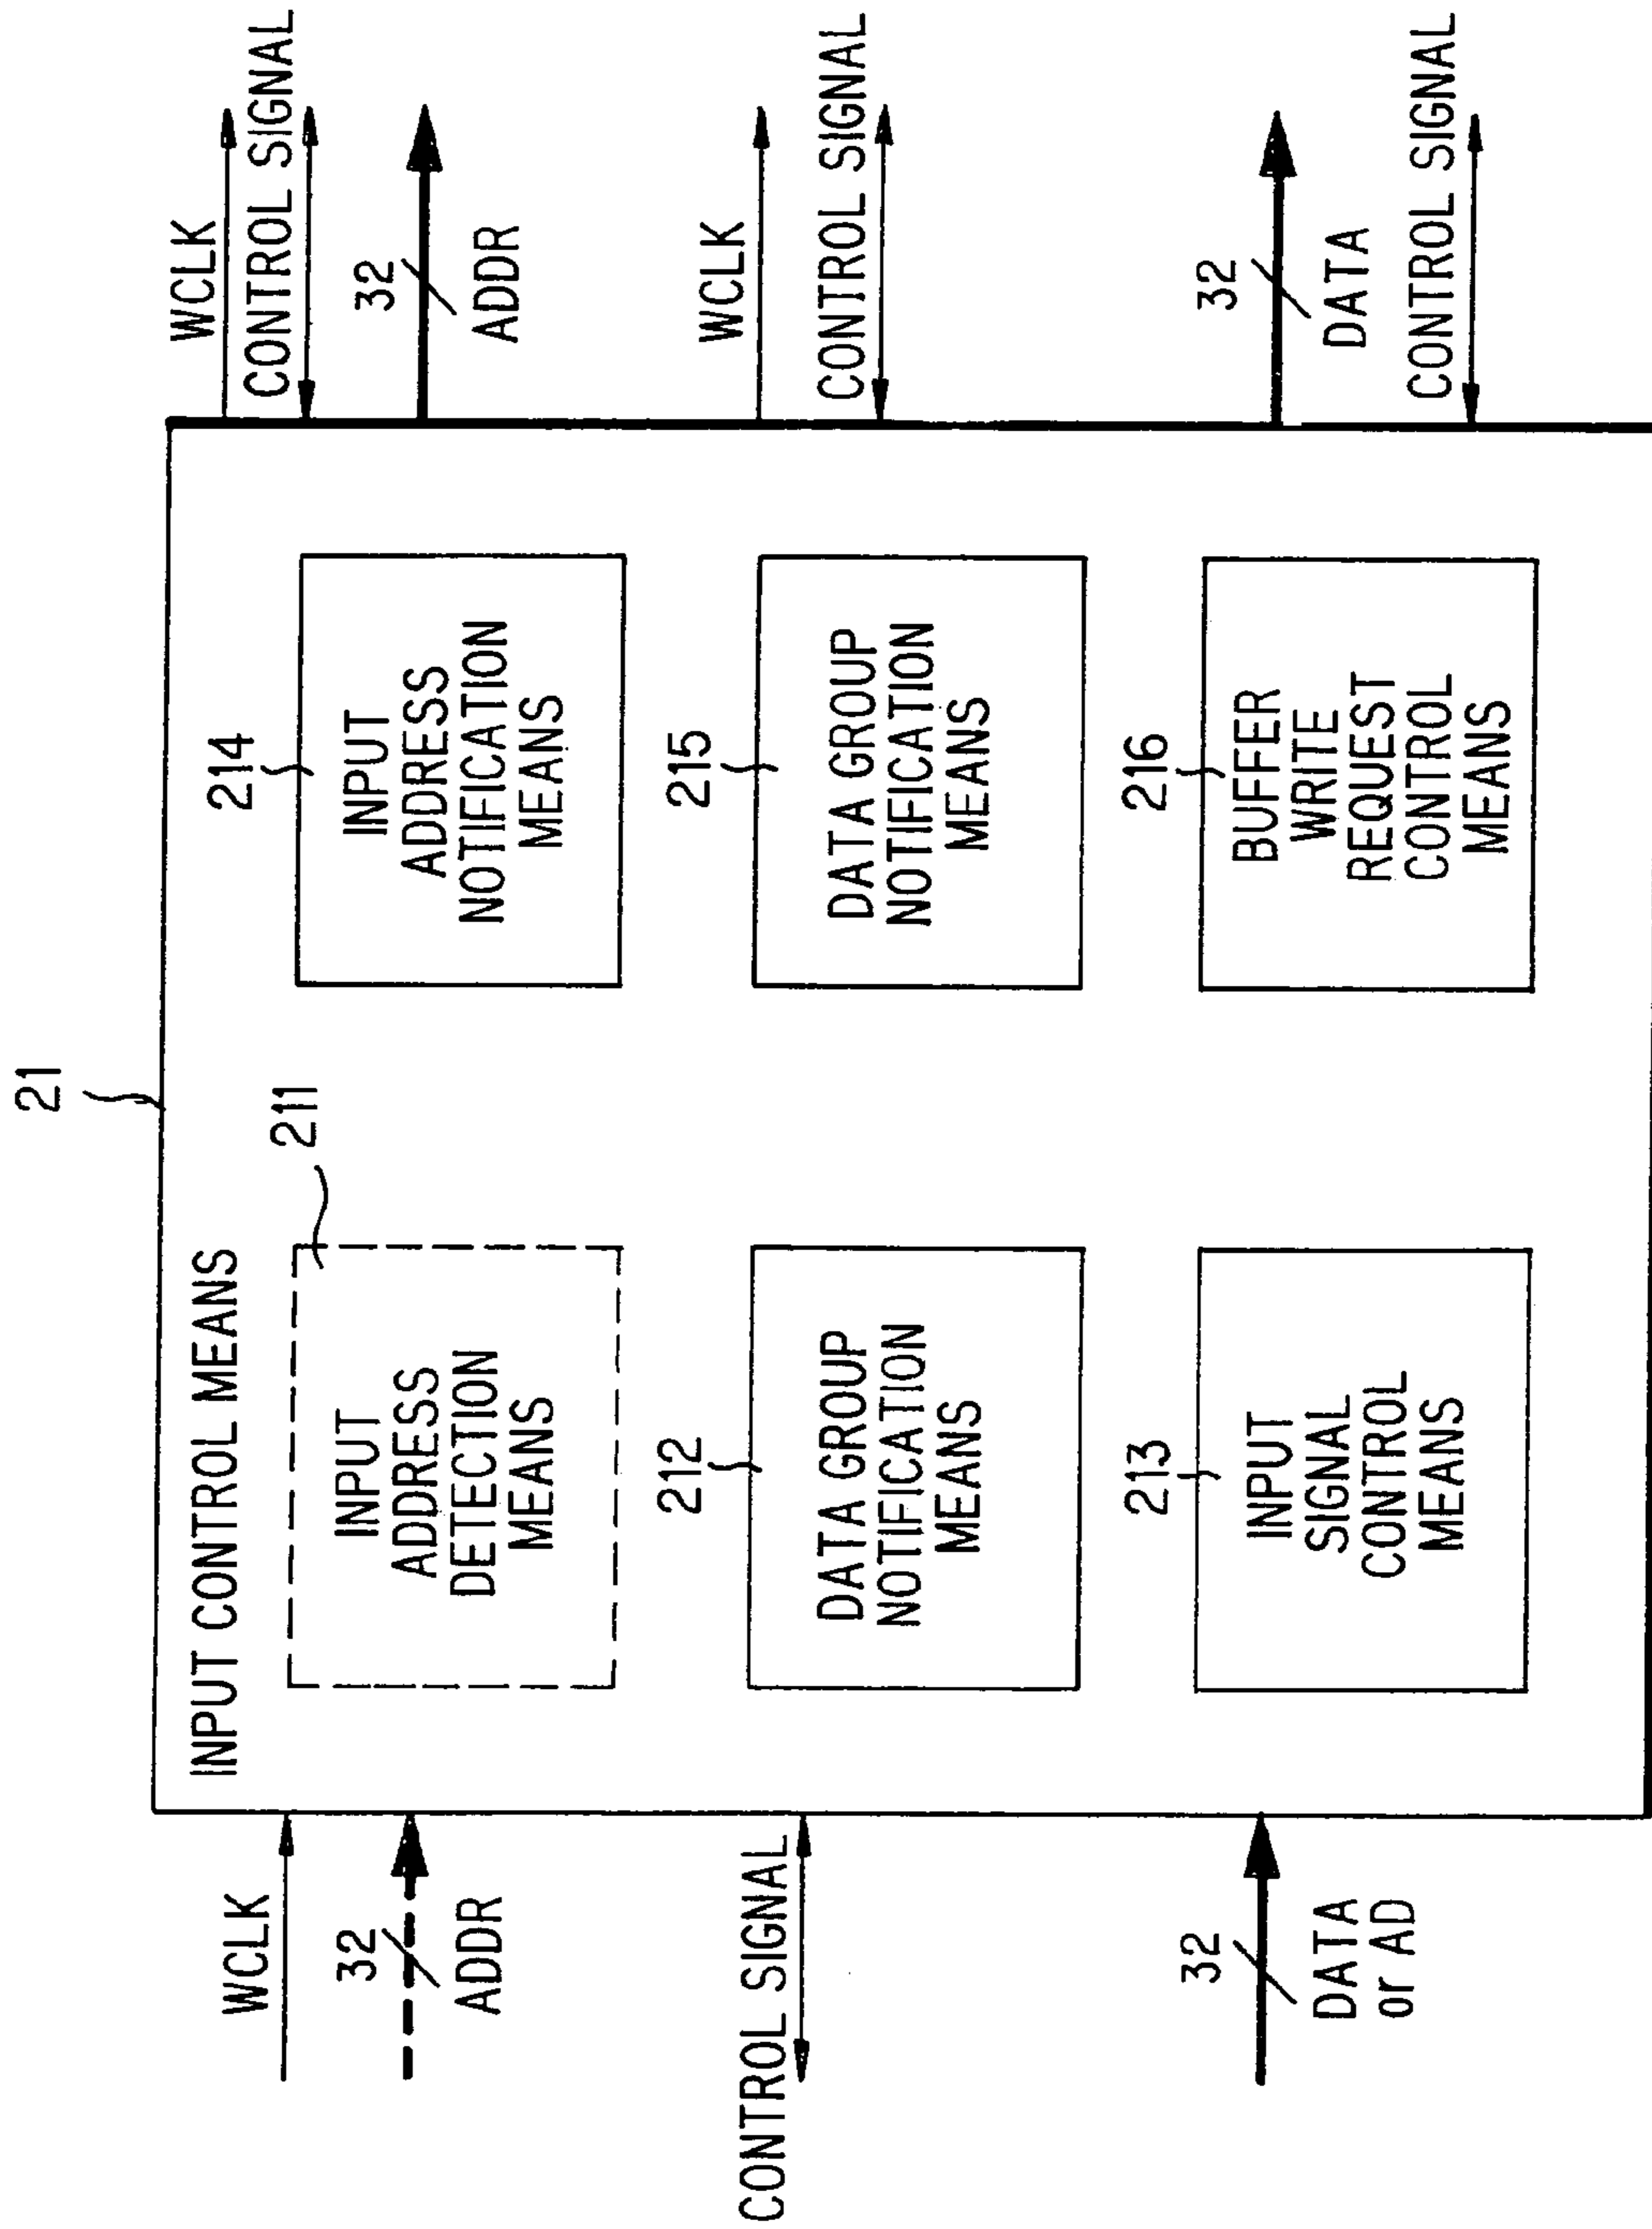 21
INPUT CONTROL MEANS
211
INPUT
ADDRESS
DETECTION
MEANS
212
DATA GROUP
NOTIFICATION
MEANS
213
INPUT
SIGNAL
CONTROL
MEANS
214
INPUT
ADDRESS
NOTIFICATION
MEANS
215
DATA GROUP
NOTIFICATION
MEANS
216
BUFFER
WRITE
REQUEST
CONTROL
MEANS
WCLK
32
ADDR
CONTROL SIGNAL
32
DATA
or AD
WCLK
CONTROL SIGNAL
32
ADDR
WCLK
CONTROL SIGNAL
32
DATA
CONTROL SIGNAL